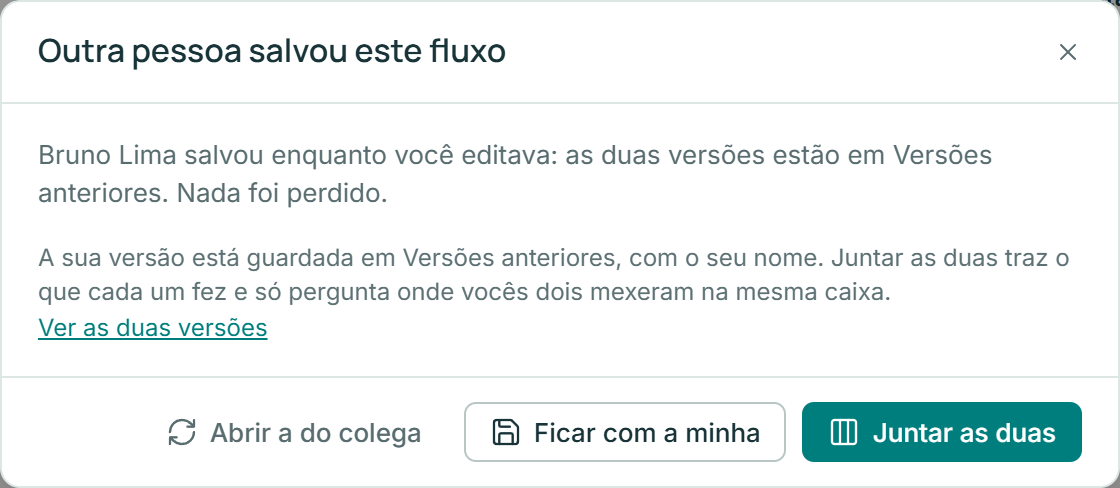 Outra pessoa salvou este fluxo
Bruno Lima salvou enquanto você editava: as duas versões estão em Versões
anteriores. Nada foi perdido.
A sua versão está guardada em Versões anteriores, com o seu nome. Juntar as duas traz o
que cada um fez e só pergunta onde vocês dois mexeram na mesma caixa.
Ver as duas versões
Abrir a do colega
Ficar com a minha
Juntar as duas